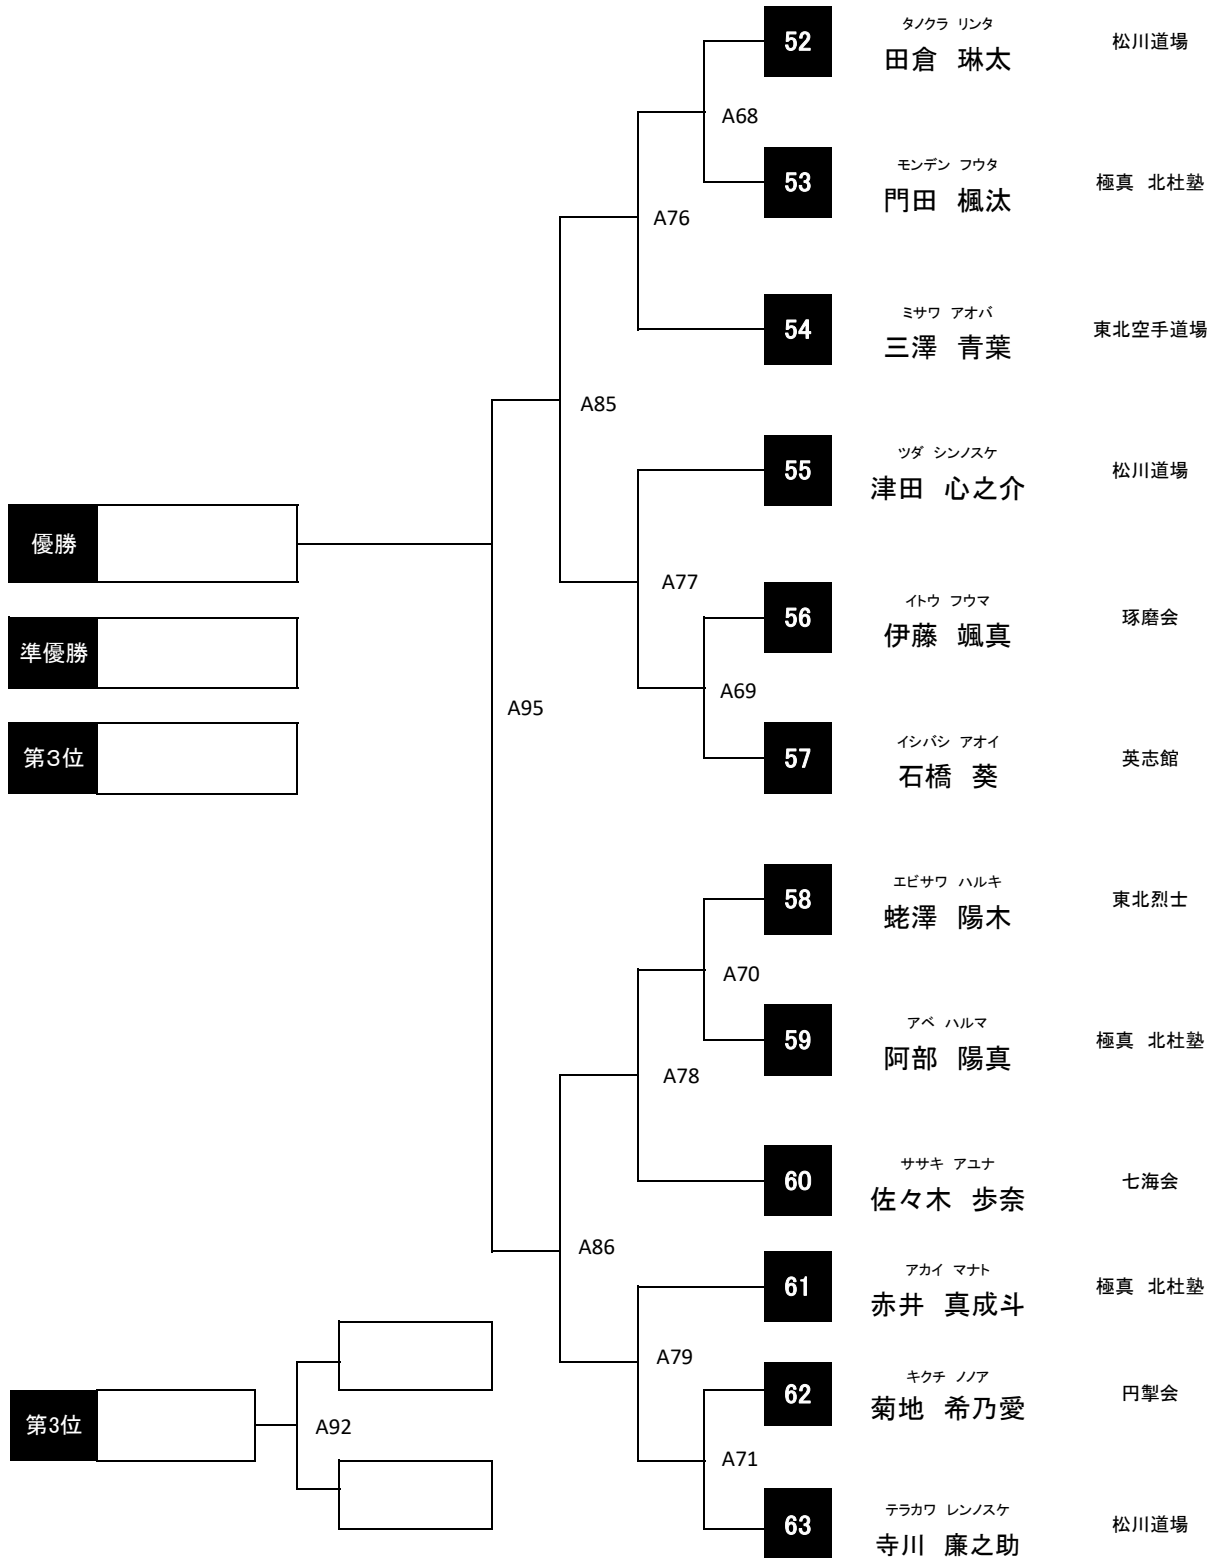 52 タノクラ リンタ
田倉 琳太 松川道場
A68
53 モンデン フウタ
門田 楓汰 極真 北杜塾
A76
54 ミサワ アオバ
三澤 青葉 東北空手道場
A85
55 ツダ シンノスケ
津田 心之介 松川道場
優勝
A77
56 イトウ フウマ
伊藤 颯真 琢磨会
準優勝
A69
A95
57 イシバシ アオイ
石橋 葵 英志館
第3位
58 エビサワ ハルキ
蛯澤 陽木 東北烈士
A70
59 アベ ハルマ
阿部 陽真 極真 北杜塾
A78
60 ササキ アユナ
佐々木 歩奈 七海会
A86
61 アカイ マナト
赤井 真成斗 極真 北杜塾
A79
62 キクチ ノノア
菊地 希乃愛 円掣会
第3位
A92
A71
63 テラカワ レンノスケ
寺川 廉之助 松川道場